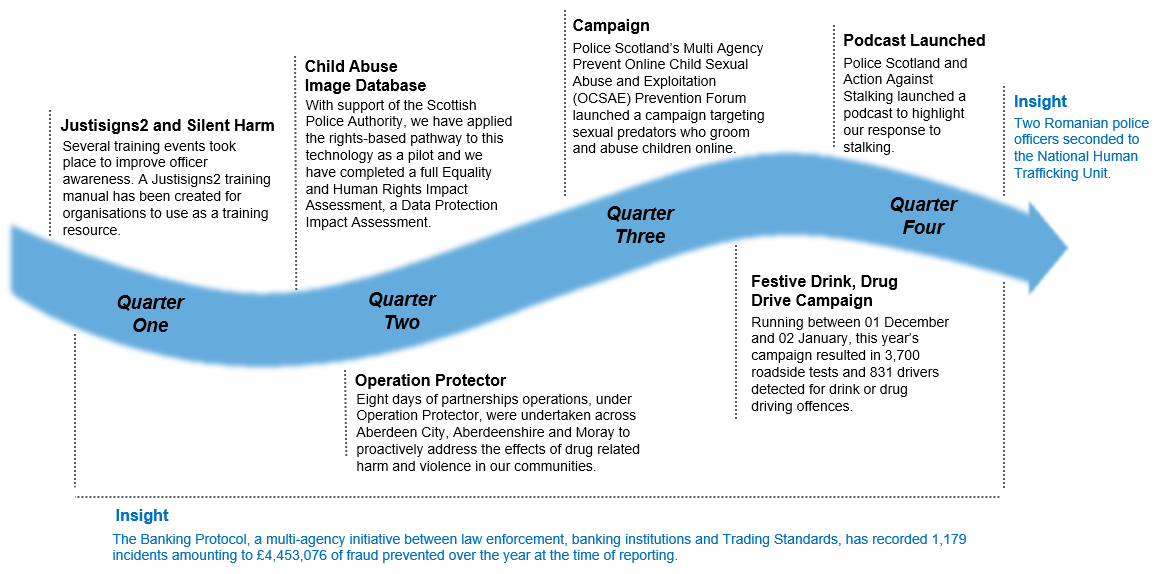 Justisigns2 and Silent Harm
Several training events took
place to improve officer
awareness. A Justisigns2 training
manual has been created for
organisations to use as a training
resource.
Child Abuse
Image Database
With support of the Scottish
Police Authority, we have applied
the rights-based pathway to this
technology as a pilot and we
have completed a full Equality
and Human Rights Impact
Assessment, a Data Protection
Impact Assessment.
Campaign
Police Scotland's Multi Agency
Prevent Online Child Sexual
Abuse and Exploitation
(OCSAE) Prevention Forum
launched a campaign targeting
sexual predators who groom
and abuse children online.
Podcast Launched
Police Scotland and
Action Against
Stalking launched a
podcast to highlight
our response to
stalking.
Insight
Two Romanian police
officers seconded to
the National Human
Trafficking Unit.
Quarter
One
Quarter
Two
Quarter
Three
Quarter
Four
Operation Protector
Eight days of partnerships operations, under
Operation Protector, were undertaken across
Aberdeen City, Aberdeenshire and Moray to
proactively address the effects of drug related
harm and violence in our communities.
Festive Drink, Drug
Drive Campaign
Running between 01 December
and 02 January, this year's
campaign resulted in 3,700
roadside tests and 831 drivers
detected for drink or drug
driving offences.
Insight
The Banking Protocol, a multi-agency initiative between law enforcement, banking institutions and Trading Standards, has recorded 1,179
incidents amounting to £4,453,076 of fraud prevented over the year at the time of reporting.